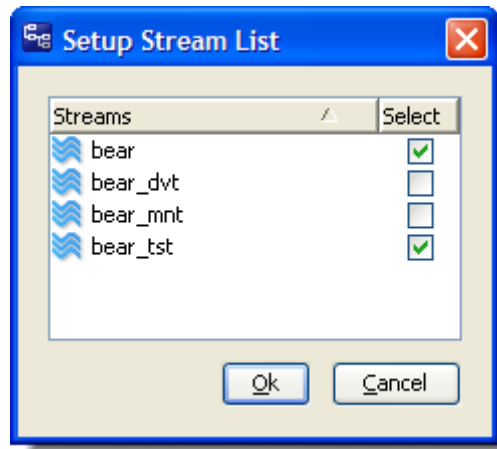 Setup Stream List
Streams Select
bear
bear_dvt
bear_mnt
bear_tst
Ok Cancel